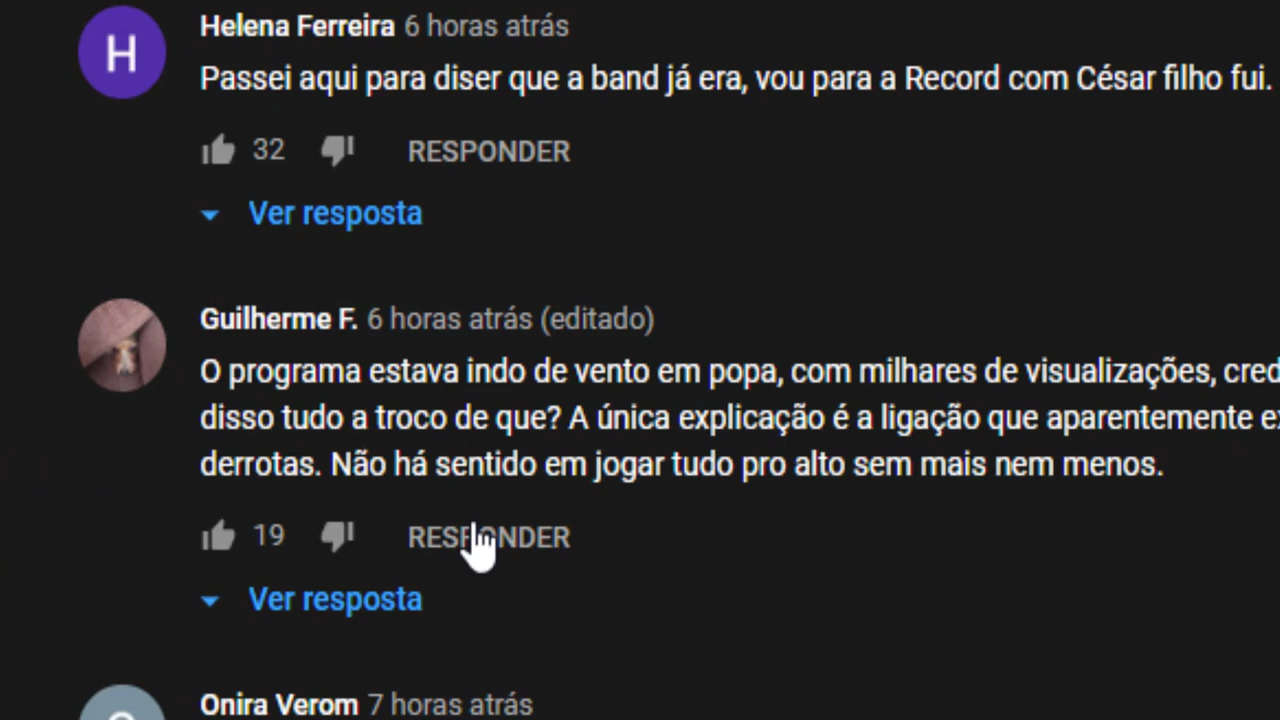 H
Helena Ferreira 6 horas atrás
Passei aqui para diser que a band já era, vou para a Record com César filho fui.
32 RESPONDER
Ver resposta
Guilherme F. 6 horas atrás (editado)
O programa estava indo de vento em popa, com milhares de visualizações,
disso tudo a troco de que? A única explicação é a ligação que aparentemente
derrotas. Não há sentido em jogar tudo pro alto sem mais nem menos.
19 RESPONDER
Ver resposta
Onira Verom 7 horas atrás